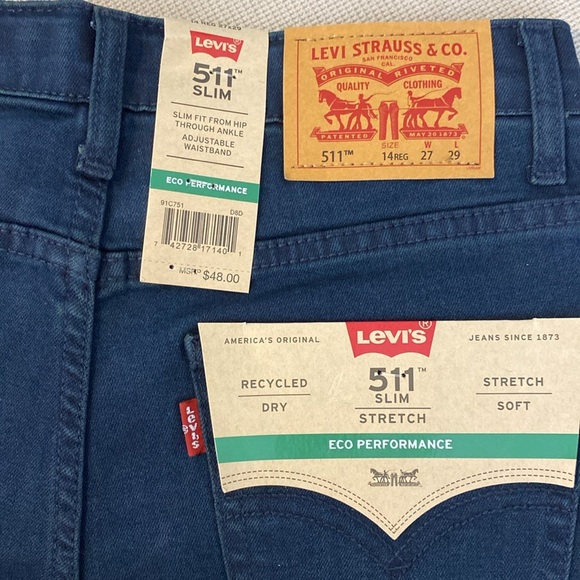 14 REG 27X29
Levi's
511™
SLIM
SLIM FIT FROM HIP
THROUGH ANKLE
ADJUSTABLE
WAISTBAND
ECO PERFORMANCE
91C751 D8D
7 42728 17140 1
MSRP $48.00
LEVI STRAUSS & CO.
SAN FRANCISCO
CAL.
ORIGINAL RIVETED
QUALITY CLOTHING
PATENTED MAY 20 1873
SIZE W L
511™ 14REG 27 29
Levi's®
AMERICA'S ORIGINAL JEANS SINCE 1873
RECYCLED
DRY
511™
SLIM
STRETCH
STRETCH
SOFT
ECO PERFORMANCE
Levi's